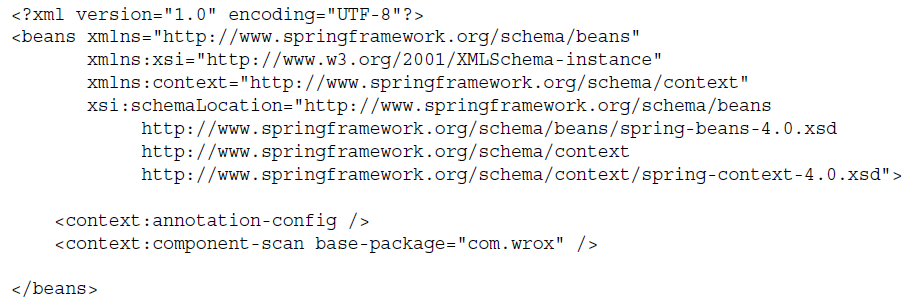 <?xml version="1.0" encoding="UTF-8"?>
<beans xmlns="http://www.springframework.org/schema/beans"
       xmlns:xsi="http://www.w3.org/2001/XMLSchema-instance"
       xmlns:context="http://www.springframework.org/schema/context"
       xsi:schemaLocation="http://www.springframework.org/schema/beans
            http://www.springframework.org/schema/beans/spring-beans-4.0.xsd
            http://www.springframework.org/schema/context
            http://www.springframework.org/schema/context/spring-context-4.0.xsd">
    <context:annotation-config />
    <context:component-scan base-package="com.wrox" />
</beans>